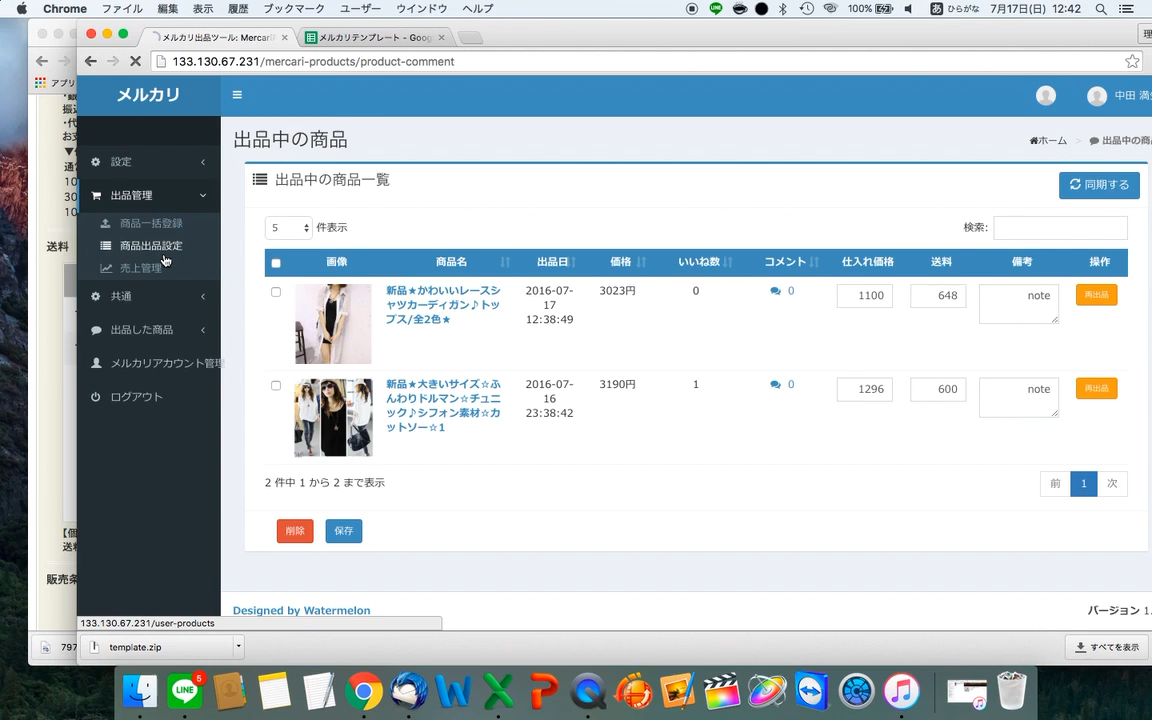 Chrome ファイル 編集 表示 履歴 ブックマーク ユーザー ウインドウ ヘルプ 100% あ ひらがな 7月17日(日) 12:42
メルカリ出品ツール: Mercari × メルカリテンプレート - Goog ×
133.130.67.231/mercari-products/product-comment
アプリ
メルカリ
中田 満
出品中の商品
ホーム > 出品中の商
設定
出品管理
商品一括登録
商品出品設定
売上管理
共通
出品した商品
メルカリアカウント管理
ログアウト
出品中の商品一覧
同期する
5 件表示
検索:
画像 商品名 出品日 価格 いいね数 コメント 仕入れ価格 送料 備考 操作
新品★かわいいレースシ
ャツカーディガン♪トッ
プス/全2色★
2016-07-
17
12:38:49
3023円 0 0 1100 648 note 再出品
新品★大きいサイズ☆ふ
んわりドルマン☆チュニ
ック♪シフォン素材☆カ
ットソー☆1
2016-07-
16
23:38:42
3190円 1 0 1296 600 note 再出品
2 件中 1 から 2 まで表示
前 1 次
削除 保存
Designed by Watermelon
バージョン 1.
133.130.67.231/user-products
797
template.zip
すべてを表示
振込
・代
お支
▼
通常
10
30
10
送料
【個
送料
販売条
LINE
5